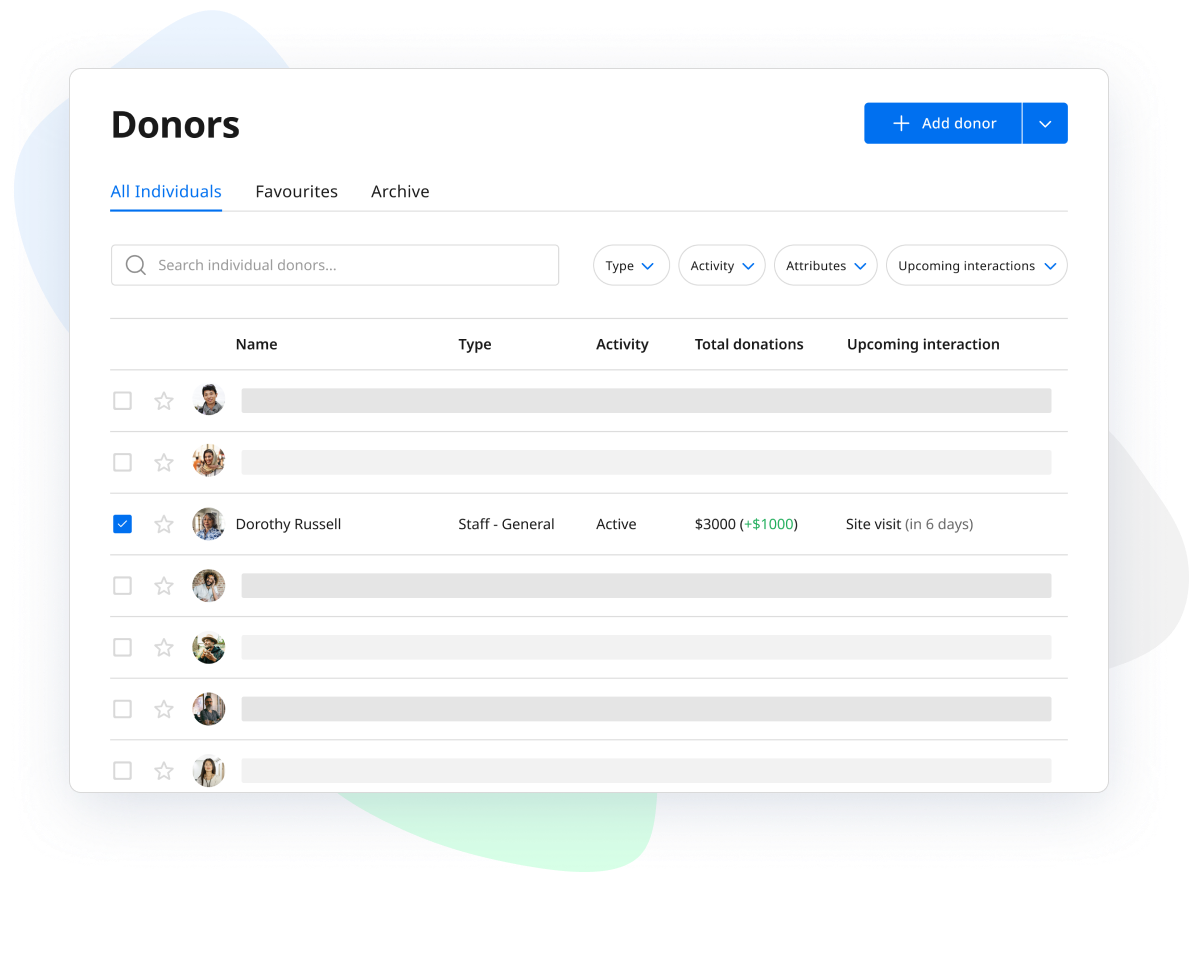 Donors
Add donor
All Individuals Favourites Archive
Search individual donors... Type Activity Attributes Upcoming interactions
Name Type Activity Total donations Upcoming interaction
Dorothy Russell Staff - General Active $3000 (+$1000) Site visit (in 6 days)